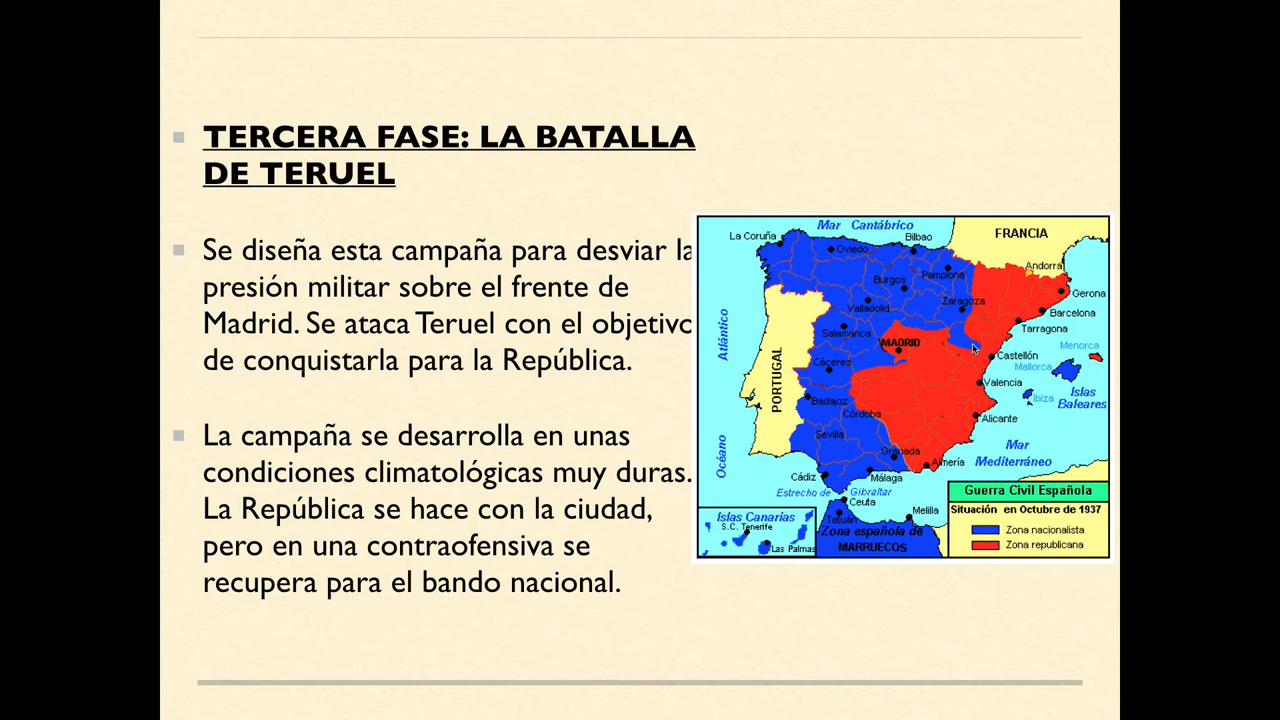 TERCERA FASE: LA BATALLA
DE TERUEL
Se diseña esta campaña para desviar la
presión militar sobre el frente de
Madrid. Se ataca Teruel con el objetivo
de conquistarla para la República.
La campaña se desarrolla en unas
condiciones climatológicas muy duras.
La República se hace con la ciudad,
pero en una contraofensiva se
recupera para el bando nacional.
Mar Cantábrico
FRANCIA
La Coruña
Oviedo
Bilbao
Andorra
Pamplona
Burgos
Gerona
Zaragoza
Valladolid
Barcelona
Tarragona
Atlántico
Salamanca
MADRID
Menorca
Castellón
Cáceres
Mallorca
PORTUGAL
Valencia
Islas
Baleares
Ibiza
Badajoz
Córdoba
Alicante
Sevilla
Mar
Mediterráneo
Océano
Granada
Almería
Cádiz
Málaga
Estrecho de Gibraltar
Ceuta
Melilla
Tetuán
Zona española de
MARRUECOS
Islas Canarias
S.C. Tenerife
Las Palmas
Guerra Civil Española
Situación en Octubre de 1937
Zona nacionalista
Zona republicana